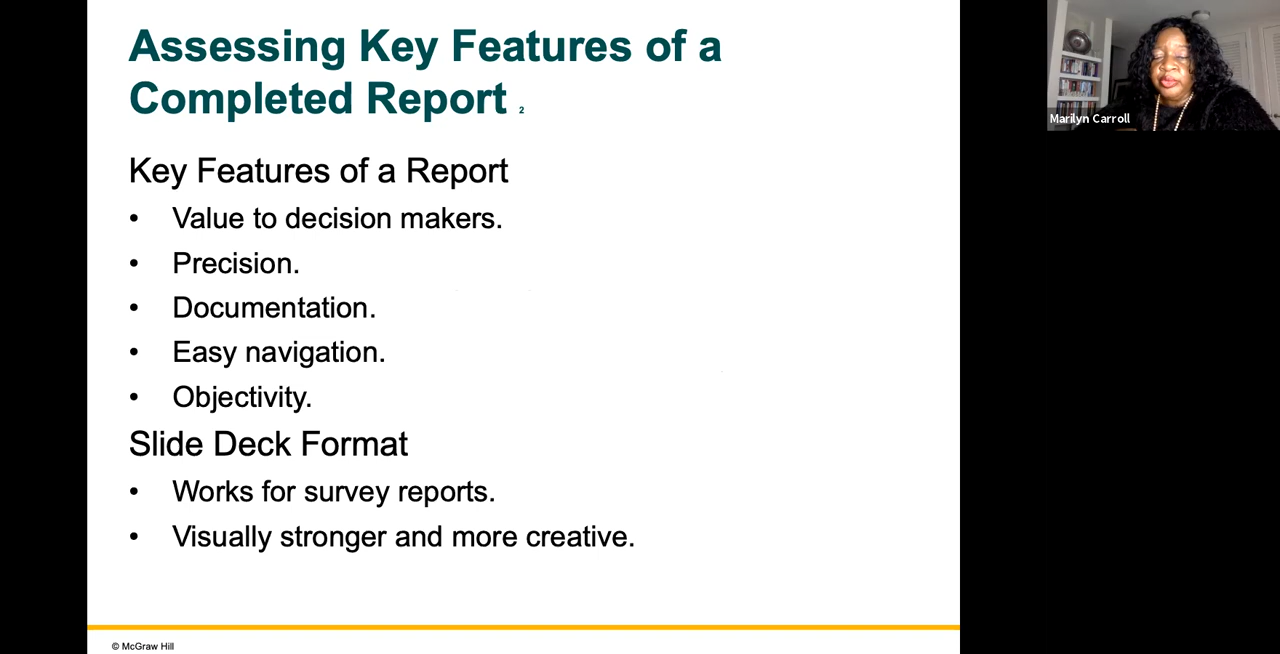 Assessing Key Features of a
Completed Report 2
Key Features of a Report
• Value to decision makers.
• Precision.
• Documentation.
• Easy navigation.
• Objectivity.
Slide Deck Format
• Works for survey reports.
• Visually stronger and more creative.
© McGraw Hill
Marilyn Carroll